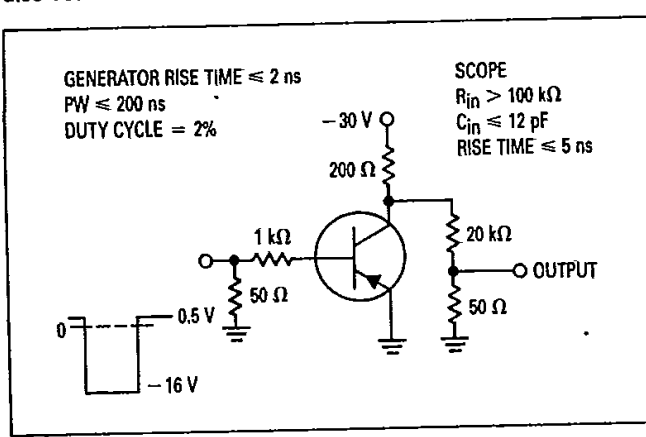 GENERATOR RISE TIME ≤ 2 ns
PW ≤ 200 ns
DUTY CYCLE = 2%
SCOPE
Rin > 100 kΩ
Cin ≤ 12 pF
RISE TIME ≤ 5 ns
−30 V
200 Ω
1 kΩ
20 kΩ
OUTPUT
50 Ω
50 Ω
0
0.5 V
−16 V